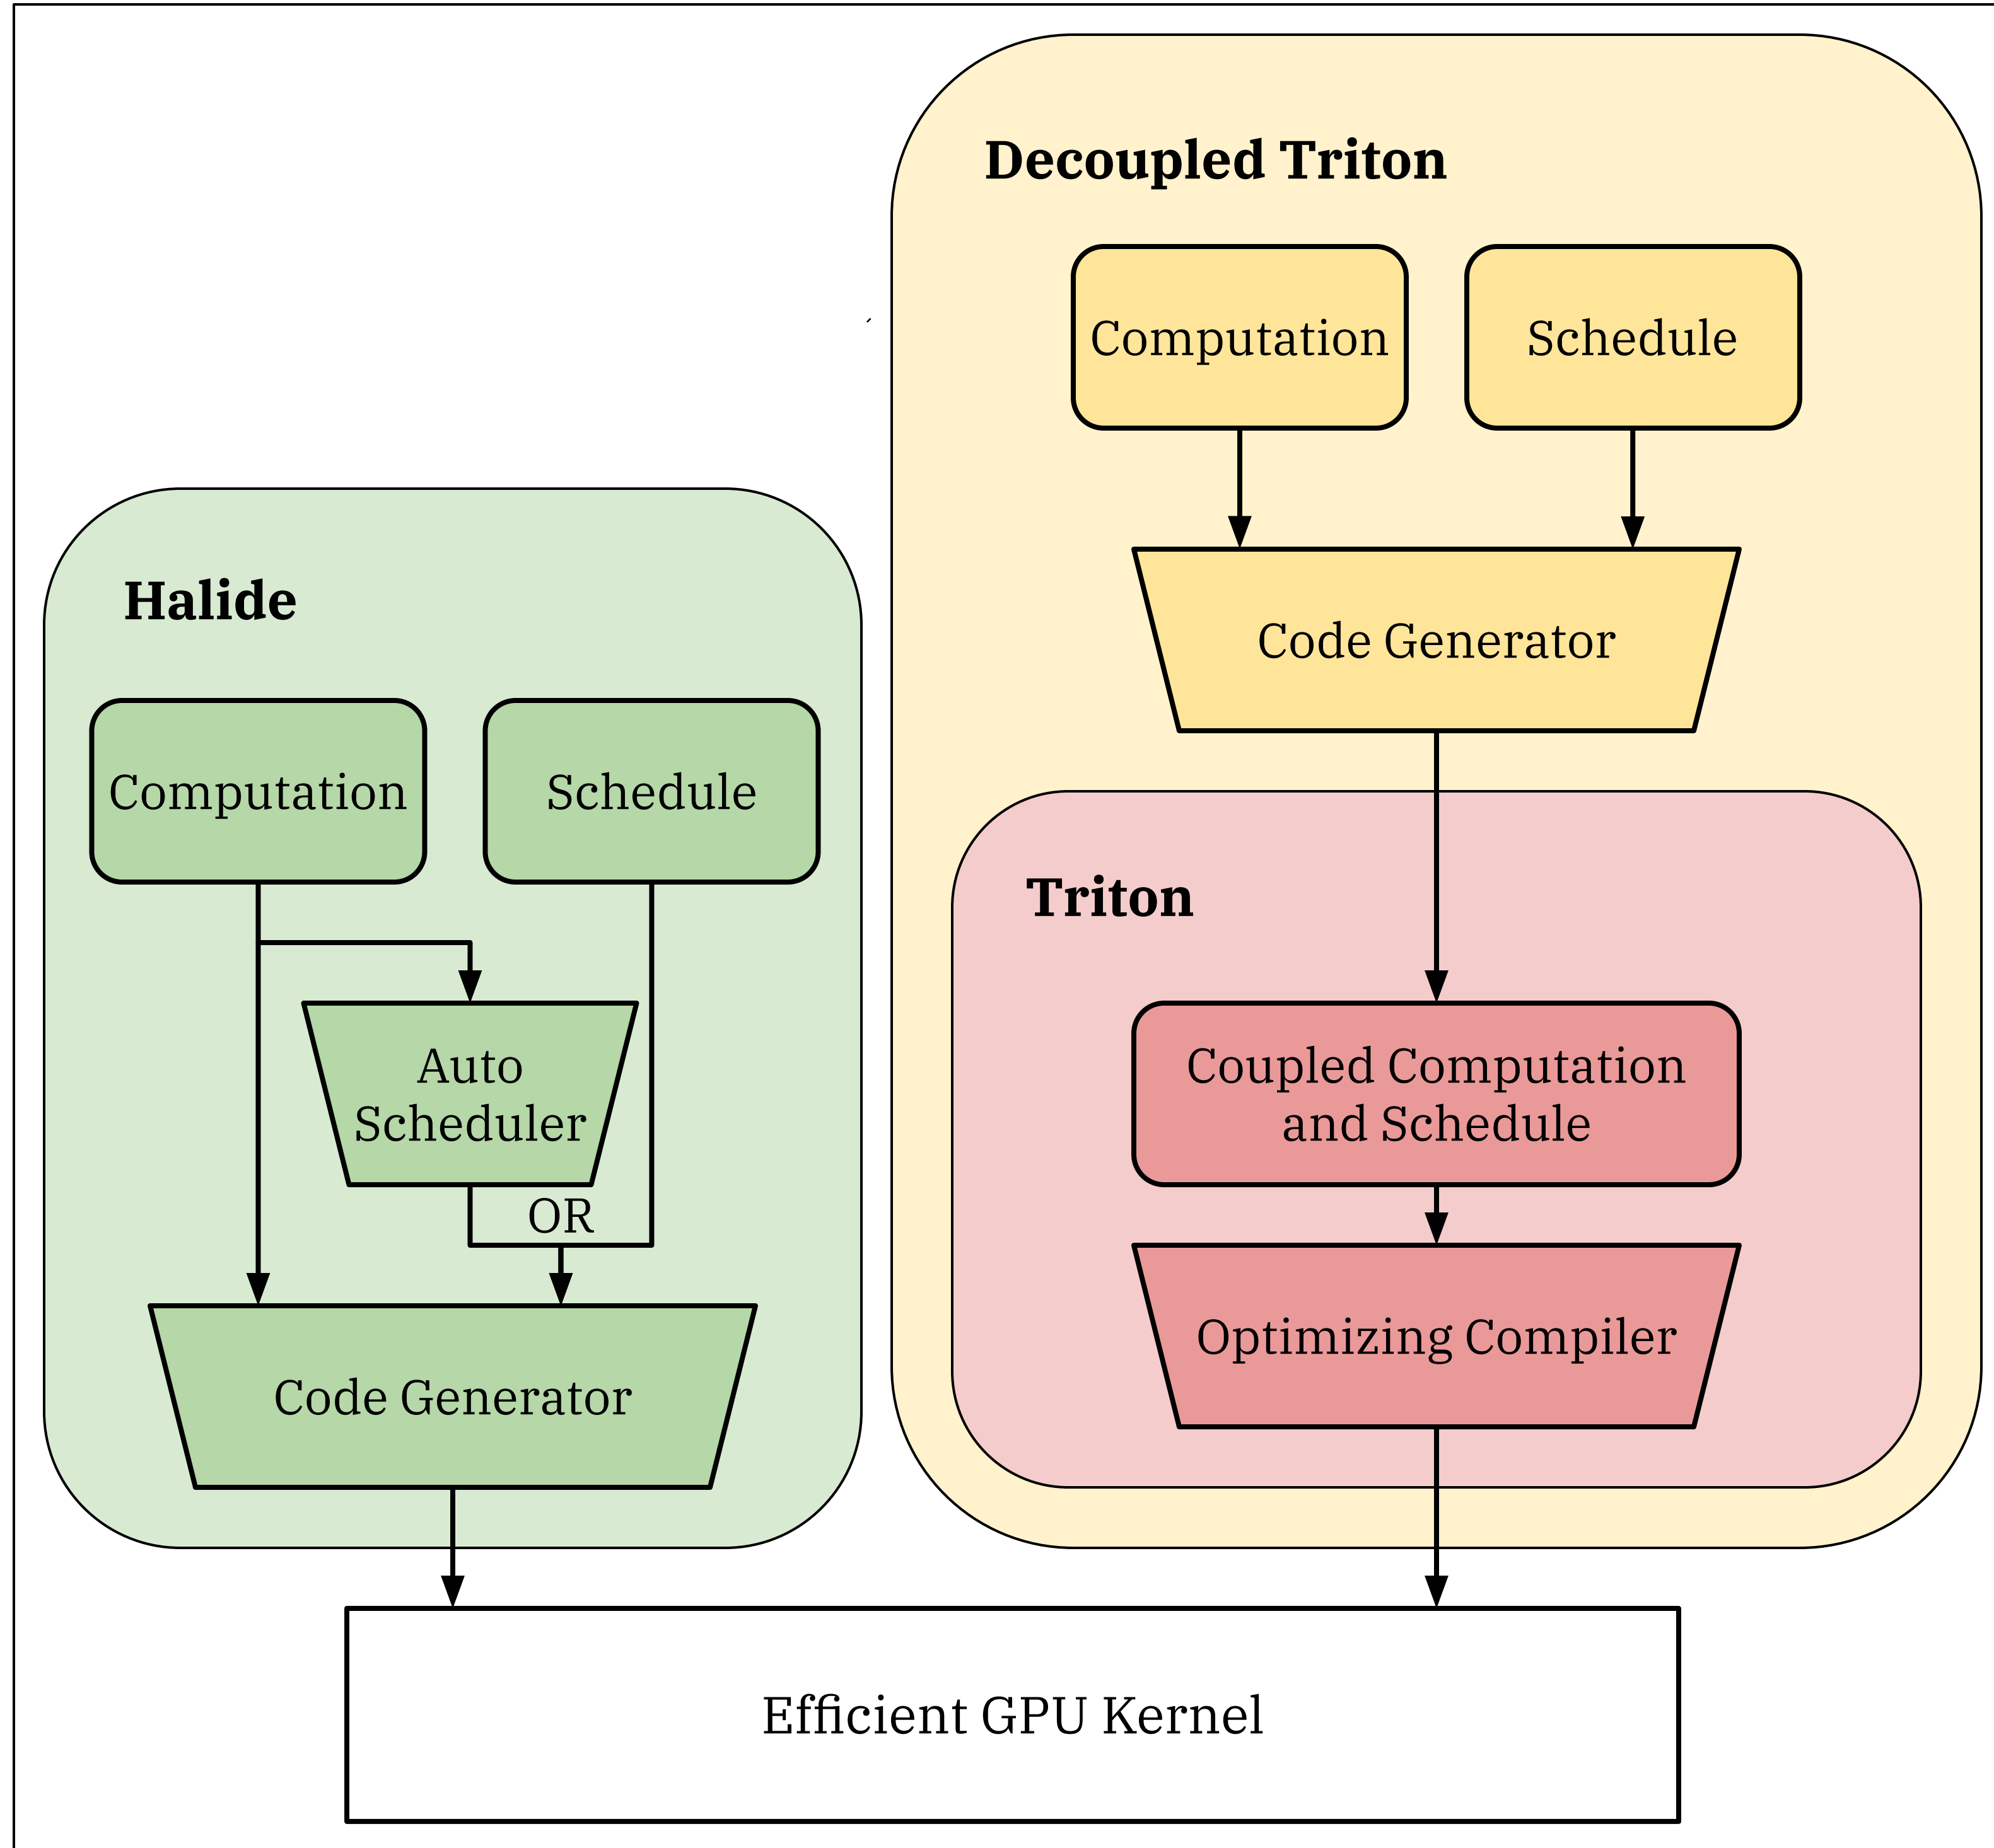 Decoupled Triton
Computation
Schedule
Code Generator
Halide
Computation
Schedule
Auto
Scheduler
OR
Code Generator
Triton
Coupled Computation
and Schedule
Optimizing Compiler
Efficient GPU Kernel